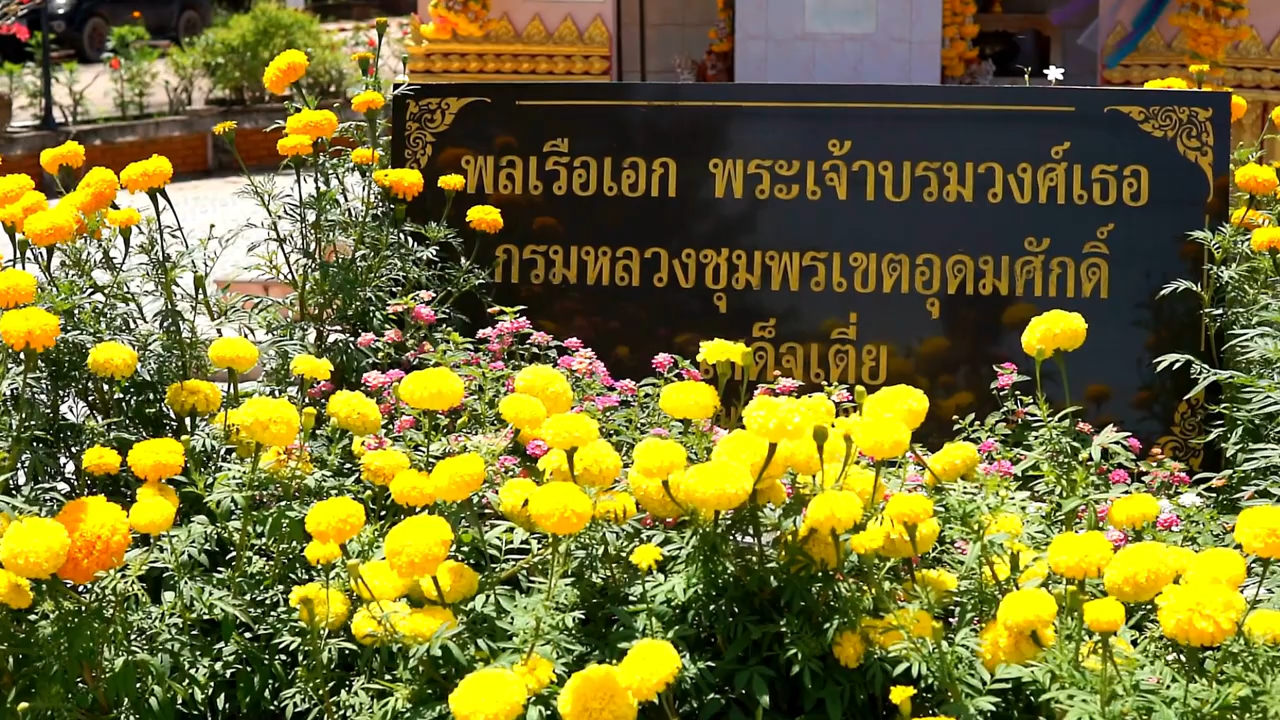 พลเรือเอก พระเจ้าบรมวงศ์เธอ
กรมหลวงชุมพรเขตอุดมศักดิ์
เสด็จเตี่ย